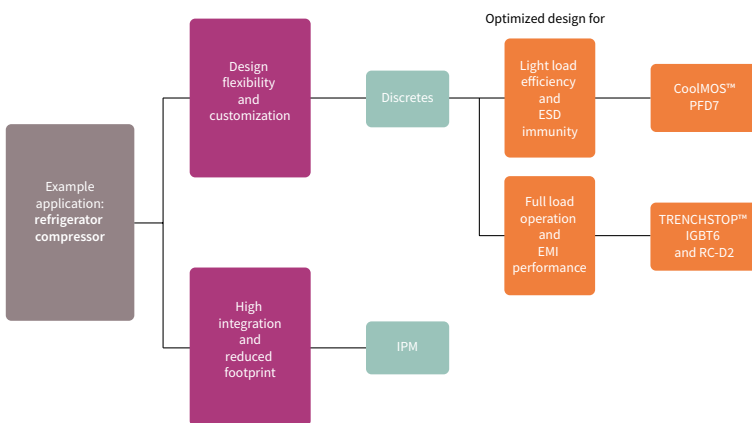 Optimized design for
Example
application:
refrigerator
compressor
Design
flexibility
and
customization
Discretes
Light load
efficiency
and
ESD
immunity
CoolMOS™
PFD7
Full load
operation
and
EMI
performance
TRENCHSTOP™
IGBT6
and RC-D2
High
integration
and
reduced
footprint
IPM